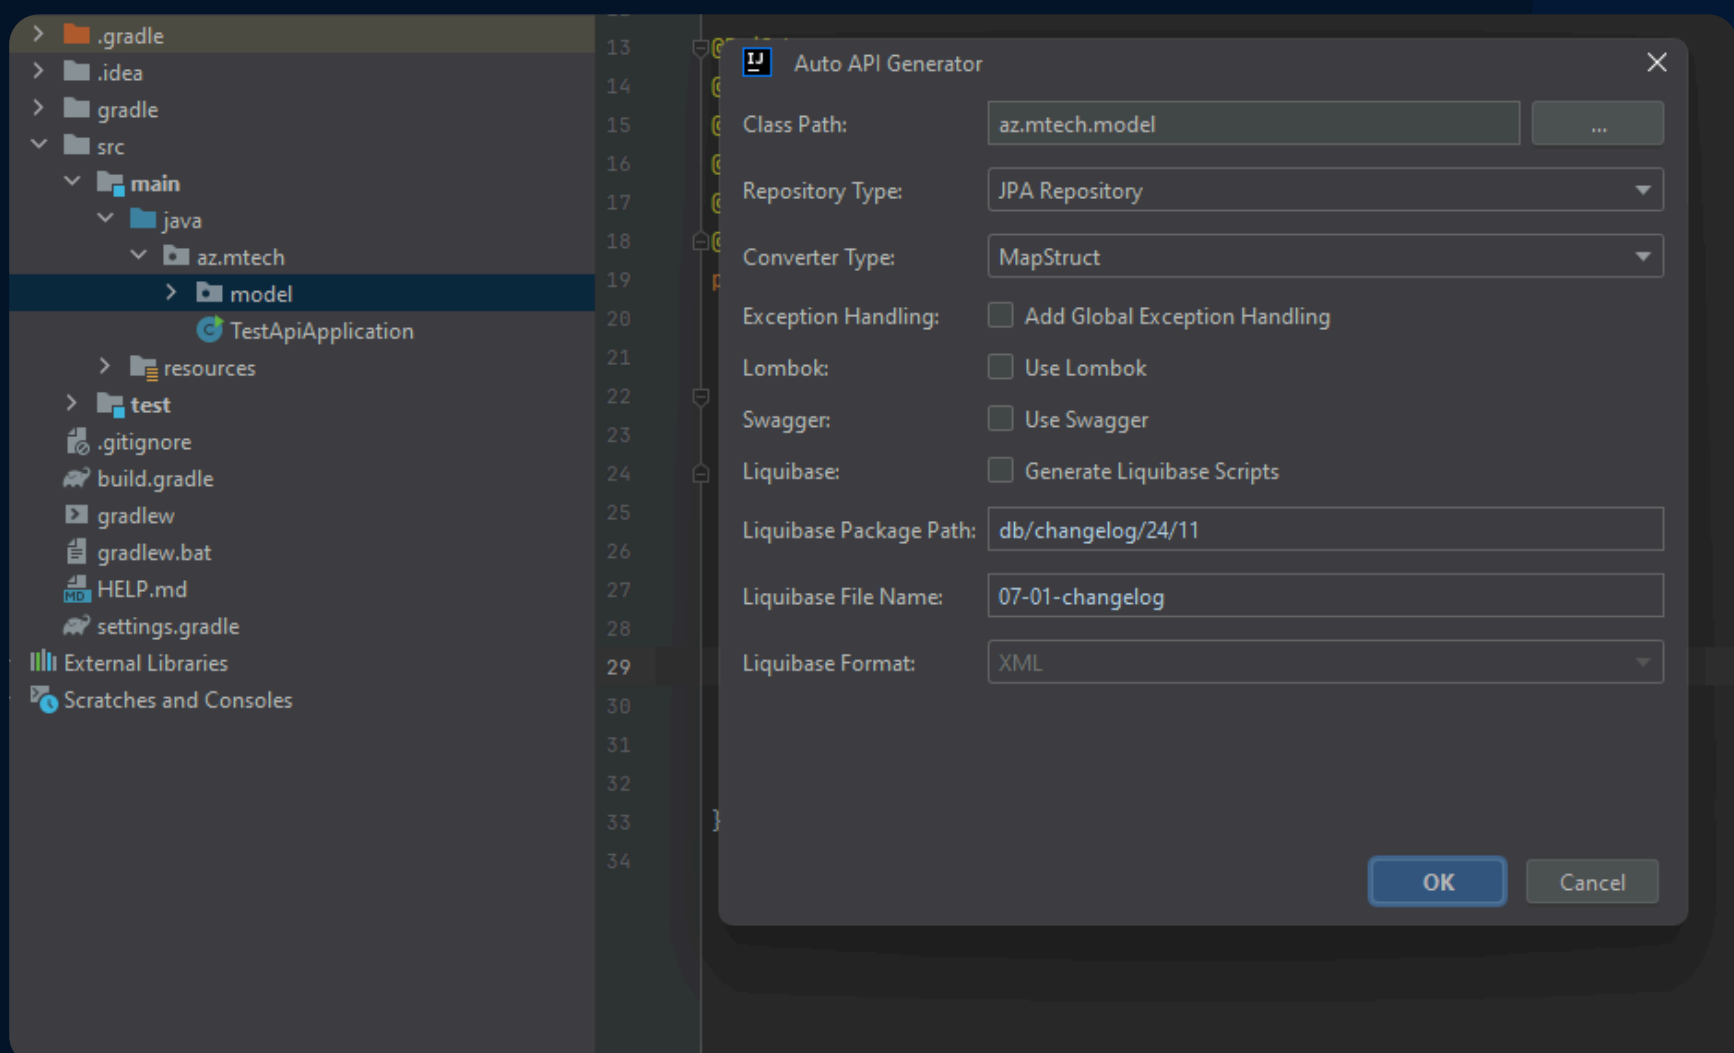 .gradle
.idea
gradle
src
main
java
az.mtech
model
TestApiApplication
resources
test
.gitignore
build.gradle
gradlew
gradlew.bat
HELP.md
settings.gradle
External Libraries
Scratches and Consoles
13
14
15
16
17
18
19
20
21
22
23
24
25
26
27
28
29
30
31
32
33 }
34
Auto API Generator
Class Path: az.mtech.model ...
Repository Type: JPA Repository
Converter Type: MapStruct
Exception Handling: Add Global Exception Handling
Lombok: Use Lombok
Swagger: Use Swagger
Liquibase: Generate Liquibase Scripts
Liquibase Package Path: db/changelog/24/11
Liquibase File Name: 07-01-changelog
Liquibase Format: XML
OK Cancel